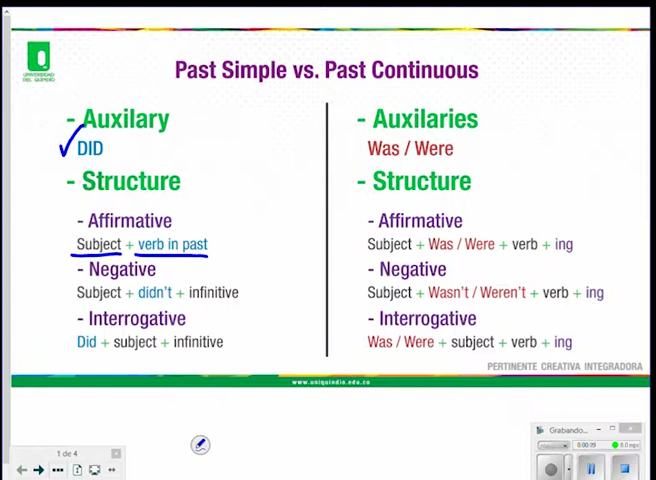 UNIVERSIDAD
DEL QUINDÍO
Past Simple vs. Past Continuous
- Auxilary
DID
- Structure
- Affirmative
Subject + verb in past
- Negative
Subject + didn't + infinitive
- Interrogative
Did + subject + infinitive
- Auxilaries
Was / Were
- Structure
- Affirmative
Subject + Was / Were + verb + ing
- Negative
Subject + Wasn't / Weren't + verb + ing
- Interrogative
Was / Were + subject + verb + ing
PERTINENTE CREATIVA INTEGRADORA
www.uniquindio.edu.co
1 de 4
Grabando...
0:00:09